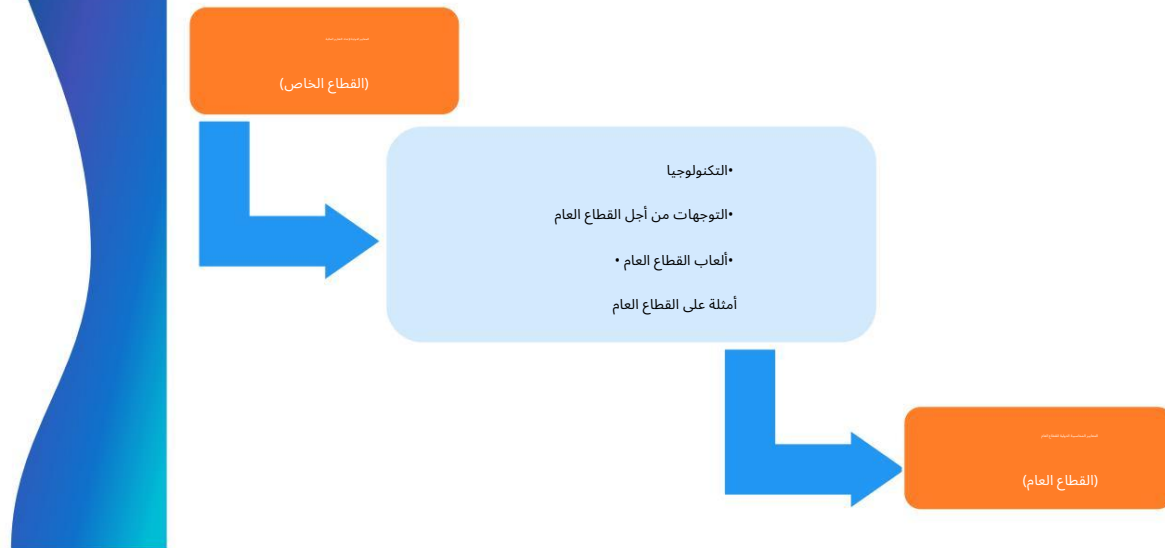 (القطاع الخاص)
•التكنولوجيا
•التوجهات من أجل القطاع العام
•ألعاب القطاع العام •
أمثلة على القطاع العام
(القطاع العام)